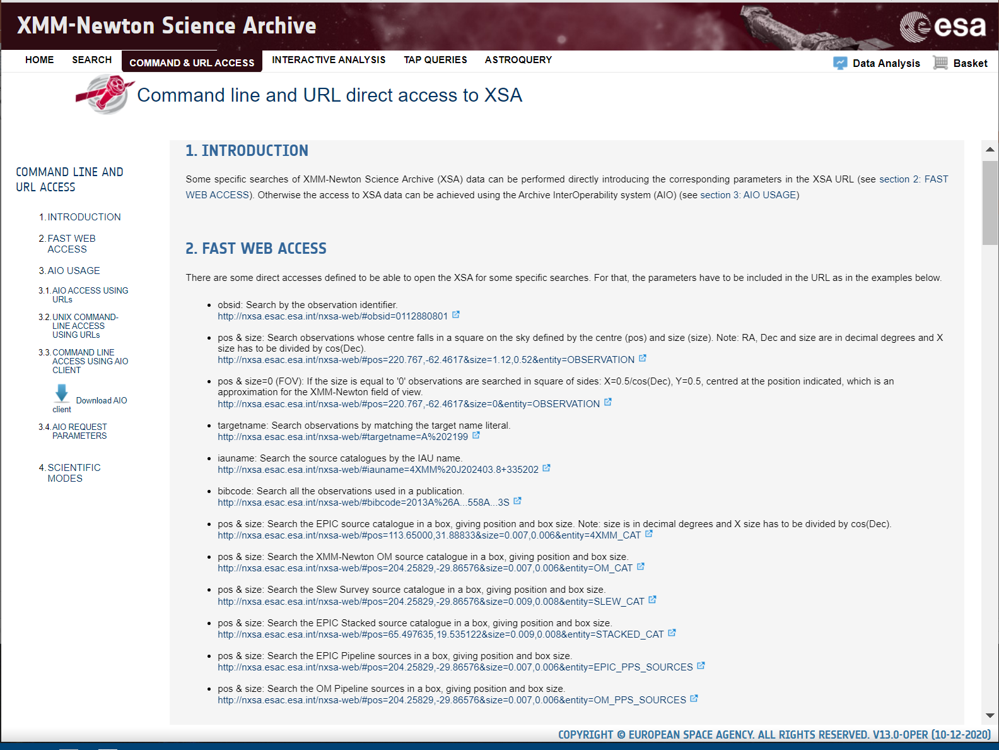 XMM-Newton Science Archive
esa
HOME SEARCH COMMAND & URL ACCESS INTERACTIVE ANALYSIS TAP QUERIES ASTROQUERY
Data Analysis Basket
Command line and URL direct access to XSA
COMMAND LINE AND
URL ACCESS
1. INTRODUCTION
2. FAST WEB
ACCESS
3. AIO USAGE
3.1. AIO ACCESS USING
URLs
3.2. UNIX COMMAND-
LINE ACCESS
USING URLs
3.3. COMMAND LINE
ACCESS USING AIO
CLIENT
Download AIO
client
3.4. AIO REQUEST
PARAMETERS
4. SCIENTIFIC
MODES
1. INTRODUCTION
Some specific searches of XMM-Newton Science Archive (XSA) data can be performed directly introducing the corresponding parameters in the XSA URL (see section 2: FAST
WEB ACCESS). Otherwise the access to XSA data can be achieved using the Archive InterOperability system (AIO) (see section 3: AIO USAGE)
2. FAST WEB ACCESS
There are some direct accesses defined to be able to open the XSA for some specific searches. For that, the parameters have to be included in the URL as in the examples below.
• obsid: Search by the observation identifier.
http://nxsa.esac.esa.int/nxsa-web/#obsid=0112880801
• pos & size: Search observations whose centre falls in a square on the sky defined by the centre (pos) and size (size). Note: RA, Dec and size are in decimal degrees and X
size has to be divided by cos(Dec).
http://nxsa.esac.esa.int/nxsa-web/#pos=220.767,-62.4617&size=1.12,0.52&entity=OBSERVATION
• pos & size=0 (FOV): If the size is equal to '0' observations are searched in square of sides: X=0.5/cos(Dec), Y=0.5, centred at the position indicated, which is an
approximation for the XMM-Newton field of view.
http://nxsa.esac.esa.int/nxsa-web/#pos=220.767,-62.4617&size=0&entity=OBSERVATION
• targetname: Search observations by matching the target name literal.
http://nxsa.esac.esa.int/nxsa-web/#targetname=A%202199
• iauname: Search the source catalogues by the IAU name.
http://nxsa.esac.esa.int/nxsa-web/#iauname=4XMM%20J202403.8+335202
• bibcode: Search all the observations used in a publication.
http://nxsa.esac.esa.int/nxsa-web/#bibcode=2013A%26A...558A...3S
• pos & size: Search the EPIC source catalogue in a box, giving position and box size. Note: size is in decimal degrees and X size has to be divided by cos(Dec).
http://nxsa.esac.esa.int/nxsa-web/#pos=113.65000,31.88833&size=0.007,0.006&entity=4XMM_CAT
• pos & size: Search the XMM-Newton OM source catalogue in a box, giving position and box size.
http://nxsa.esac.esa.int/nxsa-web/#pos=204.25829,-29.86576&size=0.007,0.006&entity=OM_CAT
• pos & size: Search the Slew Survey source catalogue in a box, giving position and box size.
http://nxsa.esac.esa.int/nxsa-web/#pos=204.25829,-29.86576&size=0.009,0.008&entity=SLEW_CAT
• pos & size: Search the EPIC Stacked source catalogue in a box, giving position and box size.
http://nxsa.esac.esa.int/nxsa-web/#pos=65.497635,19.535122&size=0.009,0.008&entity=STACKED_CAT
• pos & size: Search the EPIC Pipeline sources in a box, giving position and box size.
http://nxsa.esac.esa.int/nxsa-web/#pos=204.25829,-29.86576&size=0.007,0.006&entity=EPIC_PPS_SOURCES
• pos & size: Search the OM Pipeline sources in a box, giving position and box size.
http://nxsa.esac.esa.int/nxsa-web/#pos=204.25829,-29.86576&size=0.007,0.006&entity=OM_PPS_SOURCES
COPYRIGHT © EUROPEAN SPACE AGENCY. ALL RIGHTS RESERVED. V13.0-OPER (10-12-2020)